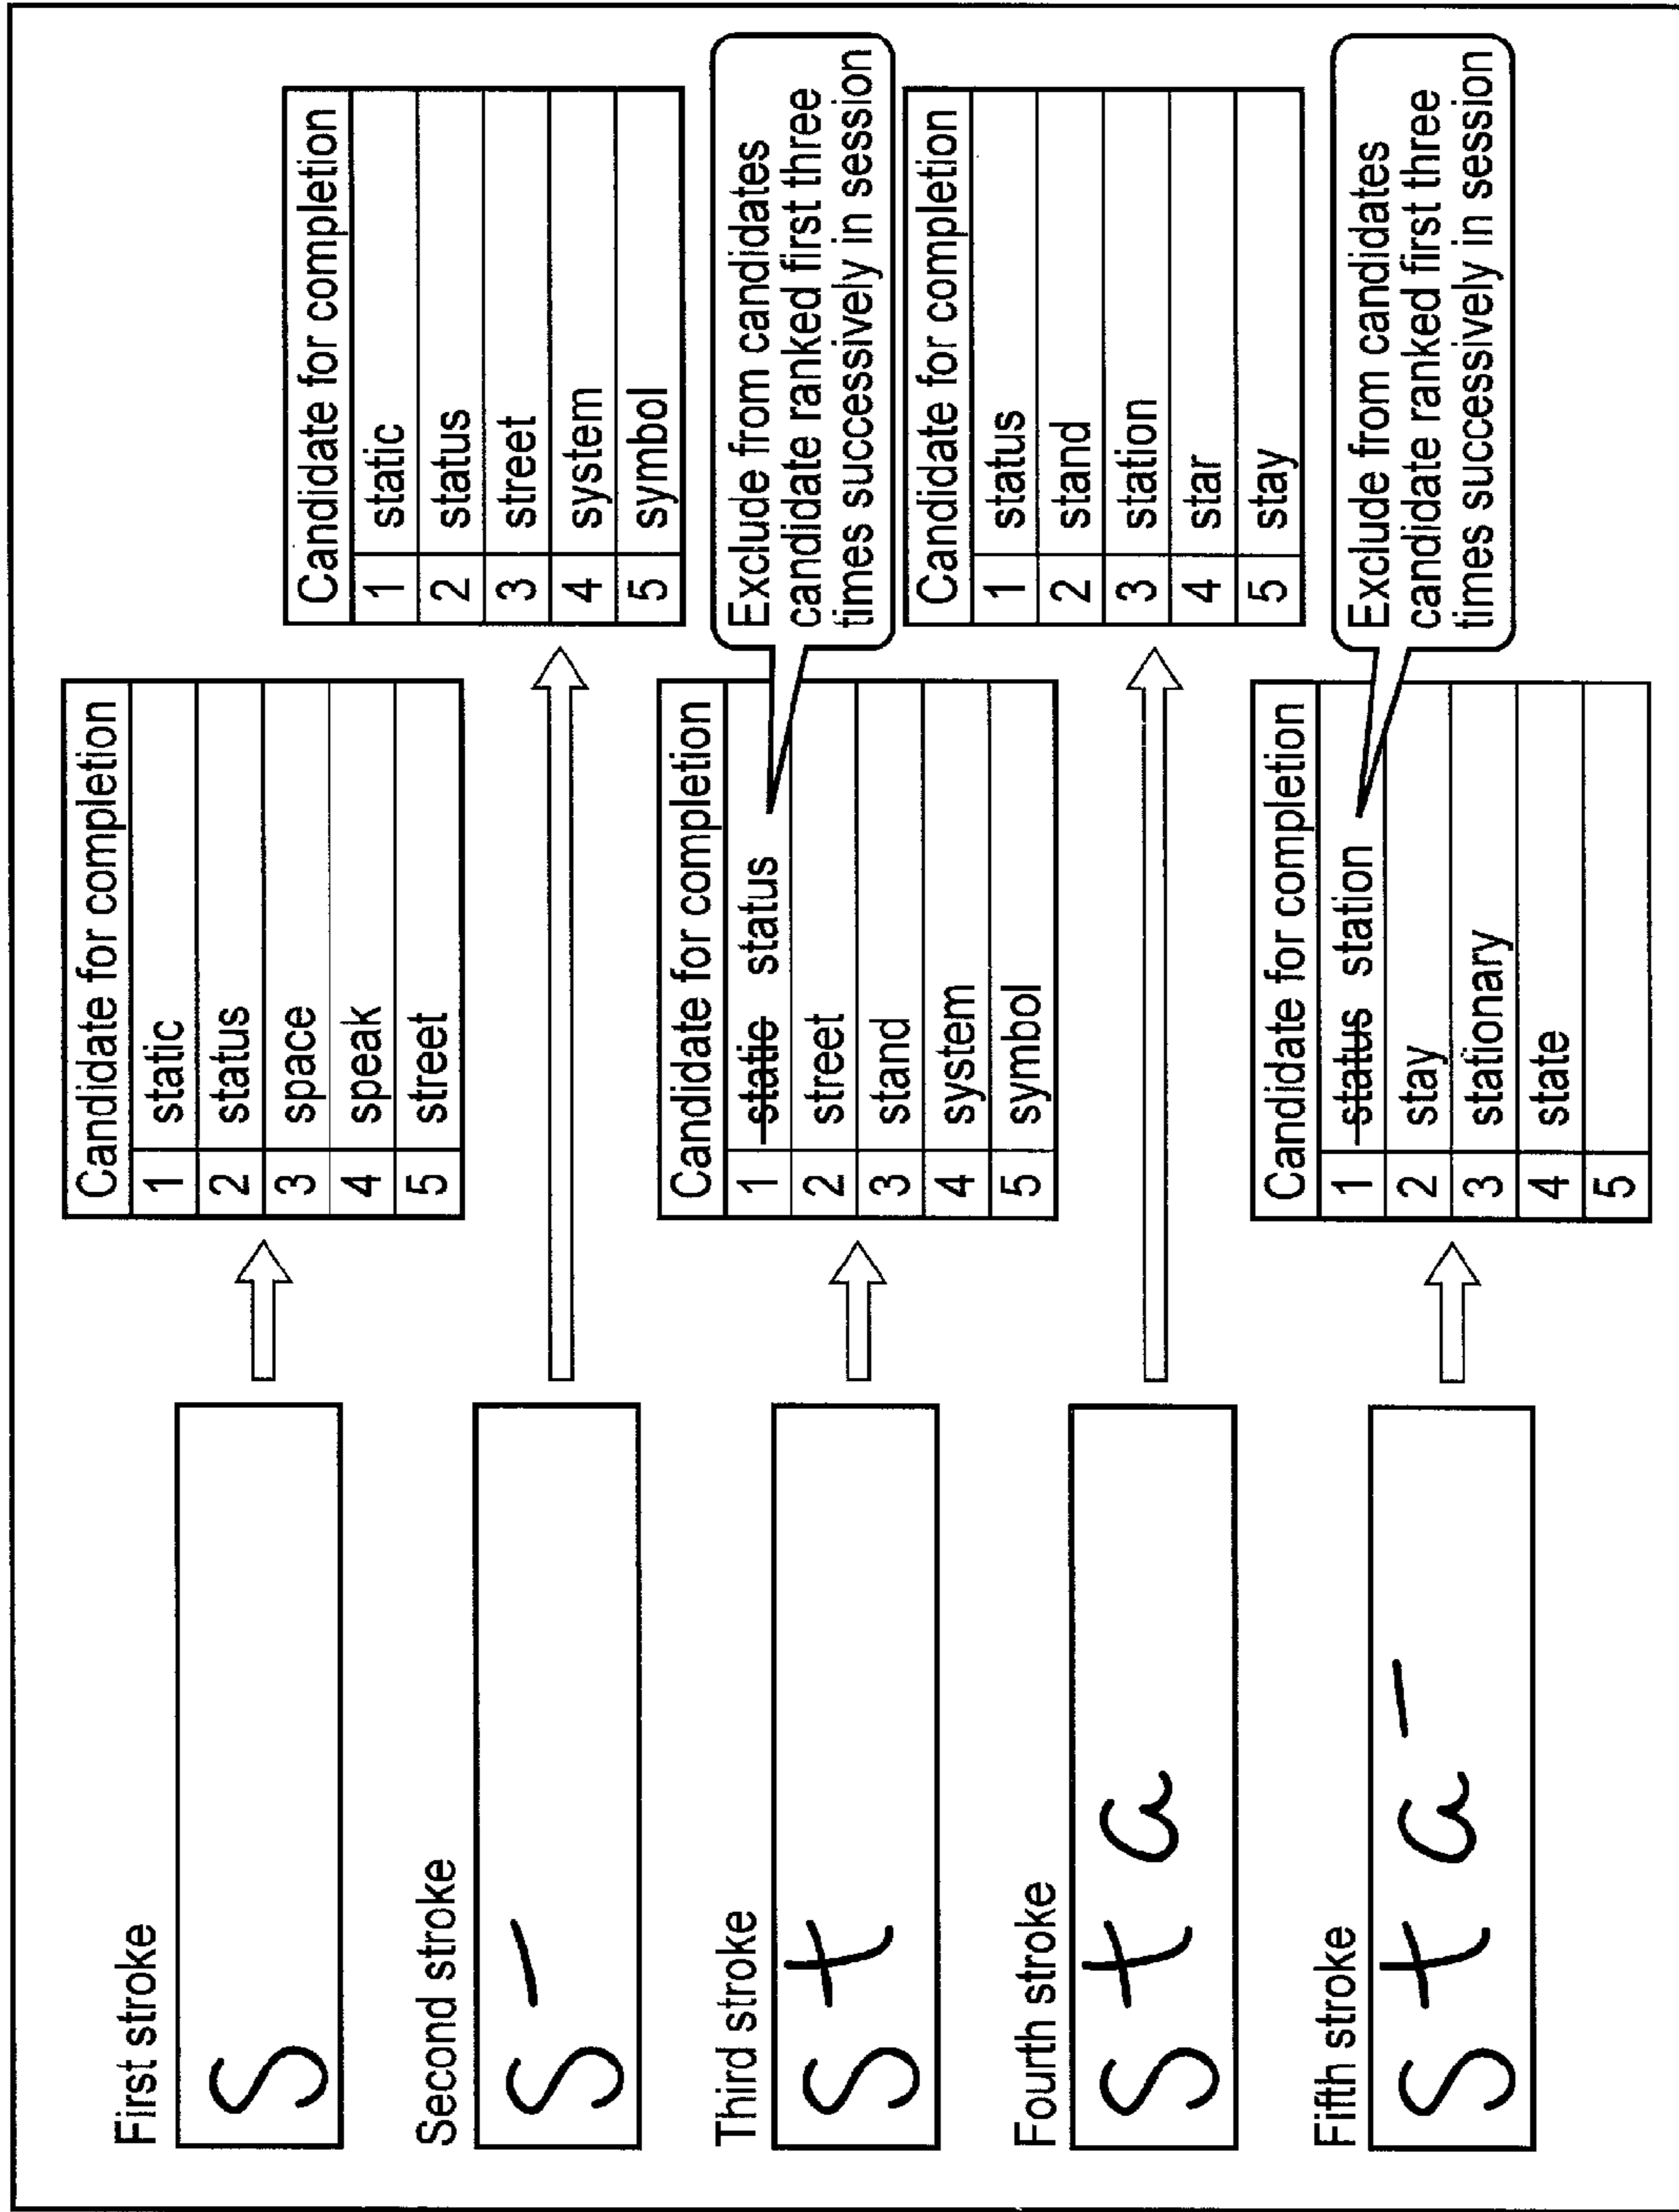 First stroke
S
Candidate for completion
1 static
2 status
3 space
4 speak
5 street
Second stroke
S -
Candidate for completion
1 static
2 status
3 street
4 system
5 symbol
Third stroke
S t
Candidate for completion
1 static status
2 street
3 stand
4 system
5 symbol
Exclude from candidates
candidate ranked first three
times successively in session
Fourth stroke
S t a
Candidate for completion
1 status
2 stand
3 station
4 star
5 stay
Fifth stroke
S t a -
Candidate for completion
1 status station
2 stay
3 stationary
4 state
5
Exclude from candidates
candidate ranked first three
times successively in session